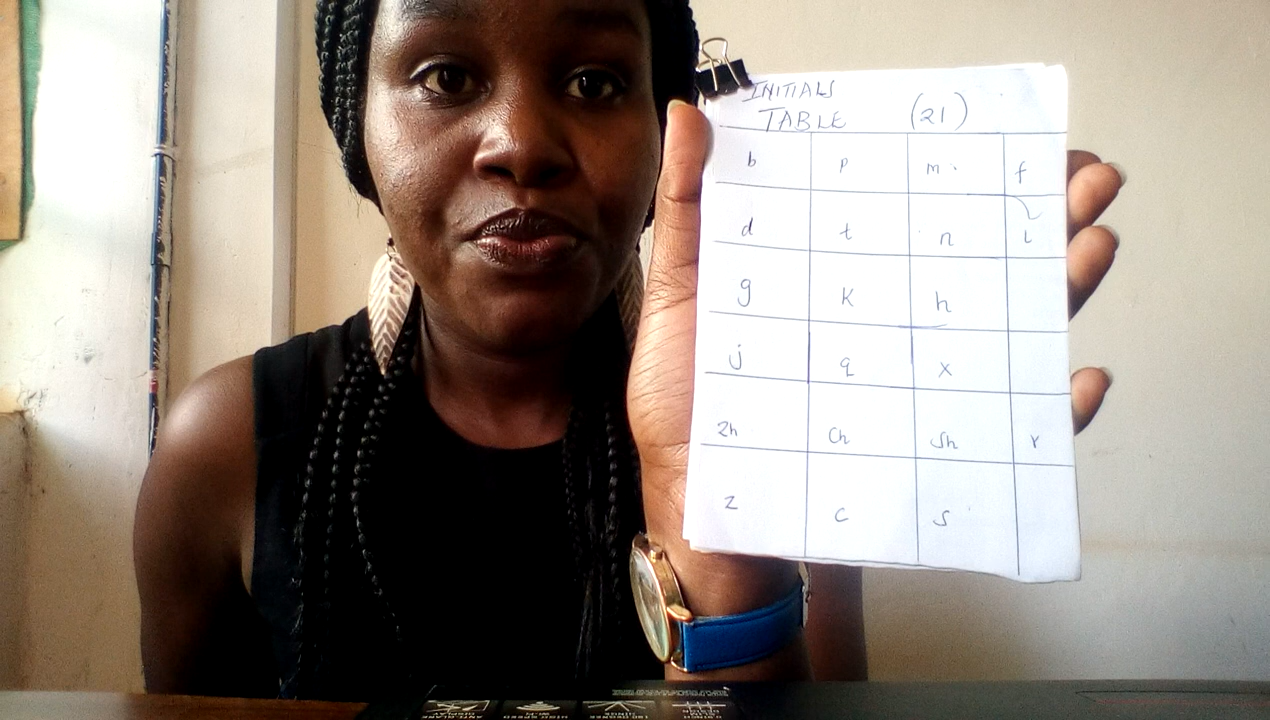 INITIALS
TABLE (21)
b p m f
d t n l
g k h
j q x
zh ch sh r
z c s